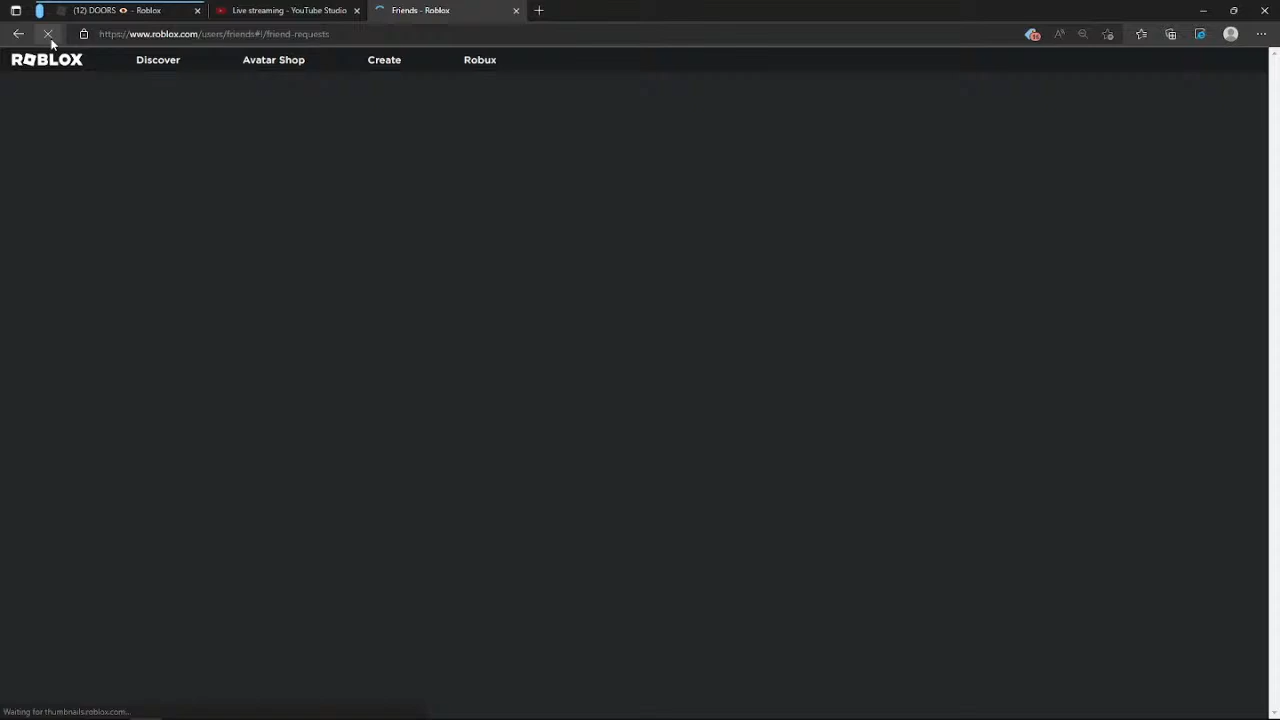 (12) DOORS 👁 - Roblox
Live streaming - YouTube Studio
Friends - Roblox
https://www.roblox.com/users/friends#!/friend-requests
ROBLOX Discover Avatar Shop Create Robux
Waiting for thumbnails.roblox.com...